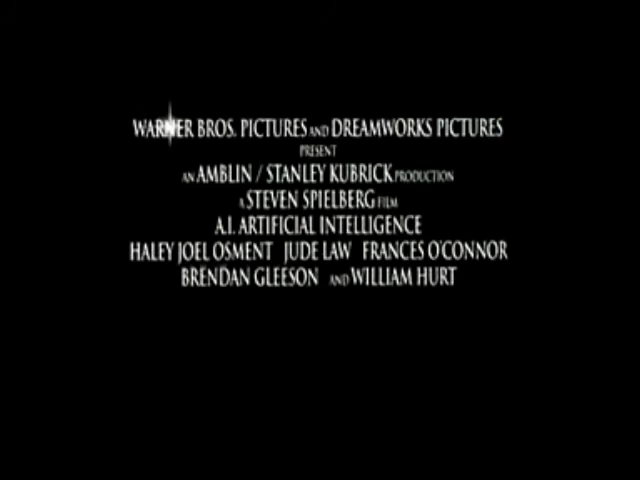 WARNER BROS. PICTURES AND DREAMWORKS PICTURES
PRESENT
AN AMBLIN / STANLEY KUBRICK PRODUCTION
A STEVEN SPIELBERG FILM
A.I. ARTIFICIAL INTELLIGENCE
HALEY JOEL OSMENT JUDE LAW FRANCES O'CONNOR
BRENDAN GLEESON AND WILLIAM HURT